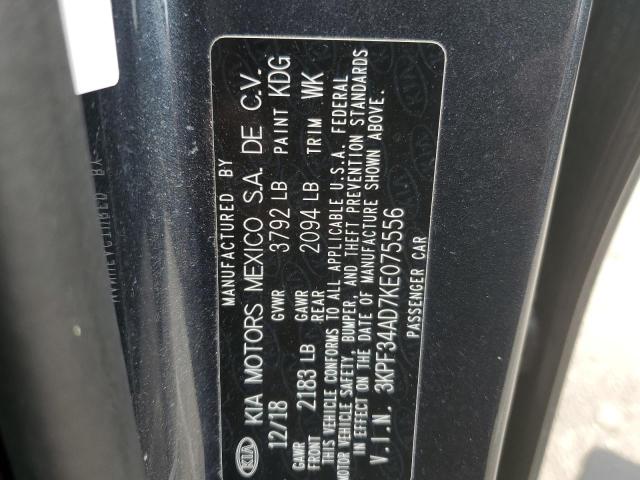 MANUFACTURED BY
KIA KIA MOTORS MEXICO S.A. DE C.V.
12/18 GVWR 3792 LB PAINT KDG
GAWR FRONT 2183 LB GAWR REAR 2094 LB TRIM WK
THIS VEHICLE CONFORMS TO ALL APPLICABLE U.S.A. FEDERAL
MOTOR VEHICLE SAFETY, BUMPER, AND THEFT PREVENTION STANDARDS
IN EFFECT ON THE DATE OF MANUFACTURE SHOWN ABOVE.
V.I.N. 3KPF34AD7KE075556
PASSENGER CAR